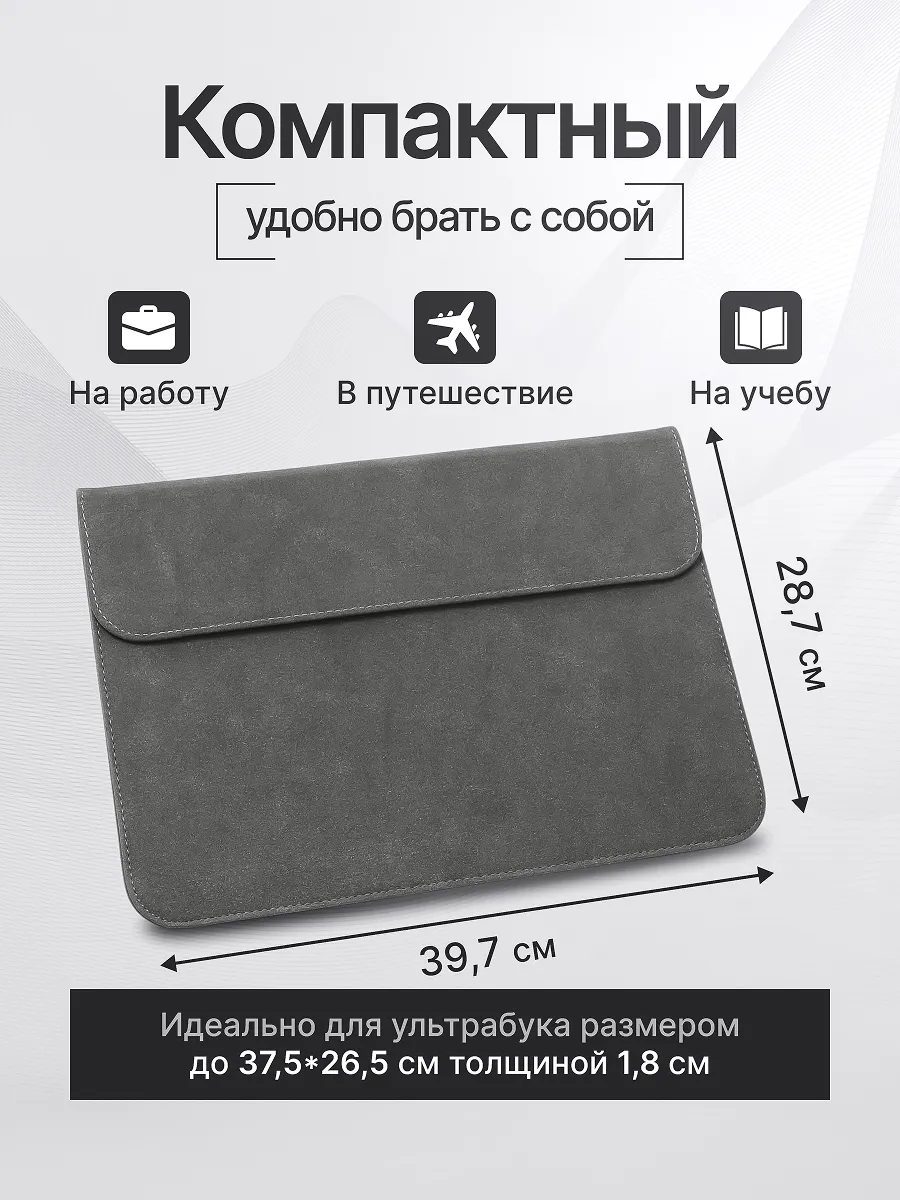 Компактный
удобно брать с собой
На работу
В путешествие
На учебу
28,7 см
39,7 см
Идеально для ультрабука размером
до 37,5*26,5 см толщиной 1,8 см